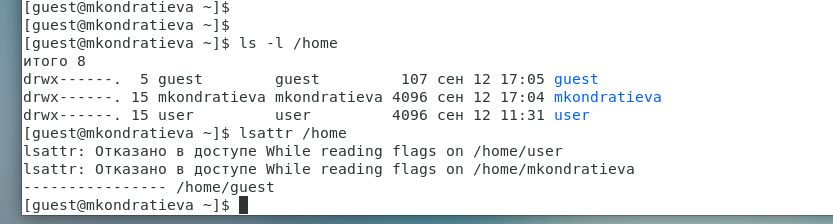 [guest@mkondratieva ~]$
[guest@mkondratieva ~]$
[guest@mkondratieva ~]$ ls -l /home
итого 8
drwx------.  5 guest        guest         107 сен 12 17:05 guest
drwx------. 15 mkondratieva mkondratieva 4096 сен 12 17:04 mkondratieva
drwx------. 15 user         user         4096 сен 12 11:31 user
[guest@mkondratieva ~]$ lsattr /home
lsattr: Отказано в доступе While reading flags on /home/user
lsattr: Отказано в доступе While reading flags on /home/mkondratieva
---------------- /home/guest
[guest@mkondratieva ~]$